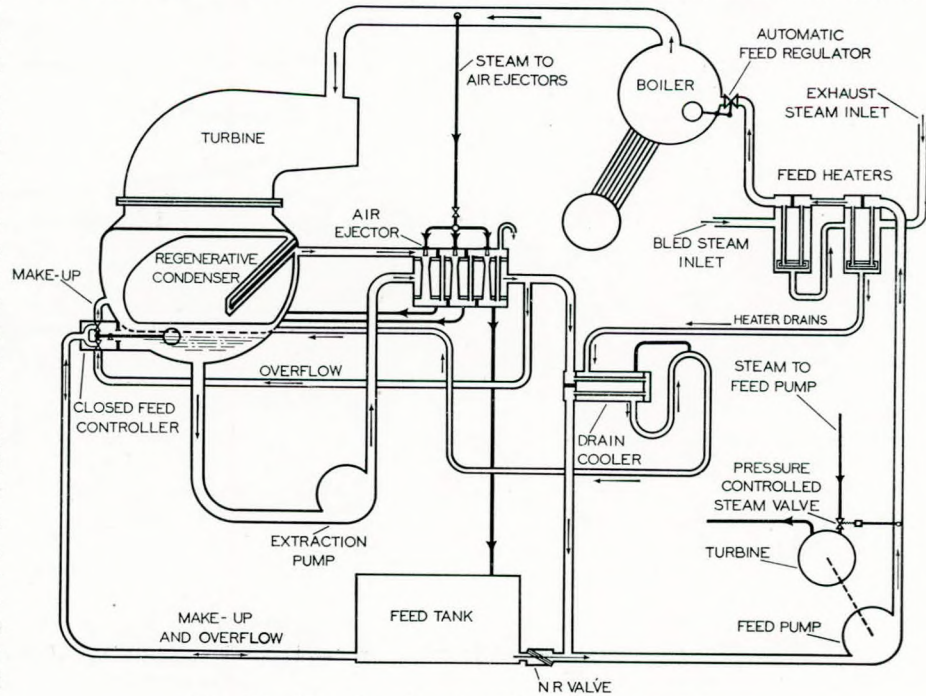 STEAM TO
AIR EJECTORS
BOILER
AUTOMATIC
FEED REGULATOR
EXHAUST
STEAM INLET
TURBINE
FEED HEATERS
AIR
EJECTOR
BLED STEAM
INLET
REGENERATIVE
CONDENSER
MAKE-UP
HEATER DRAINS
OVERFLOW
STEAM TO
FEED PUMP
CLOSED FEED
CONTROLLER
DRAIN
COOLER
PRESSURE
CONTROLLED
STEAM VALVE
EXTRACTION
PUMP
TURBINE
MAKE-UP
AND OVERFLOW
FEED TANK
FEED PUMP
N R VALVE